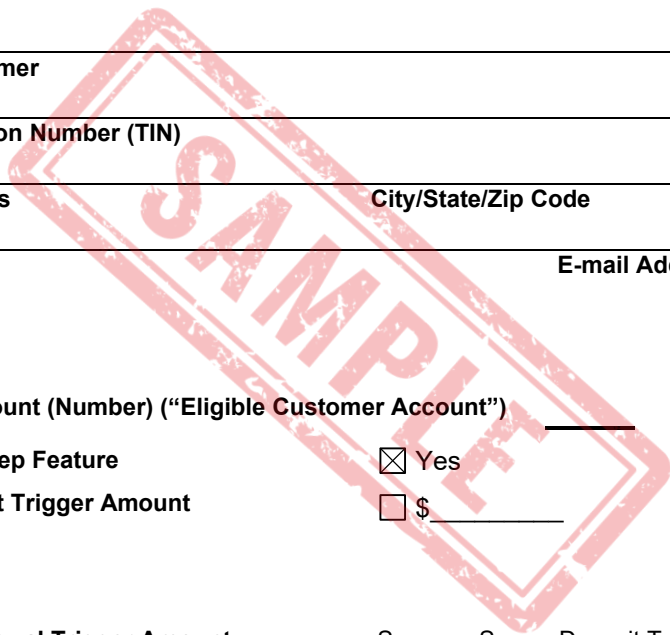 mer
on Number (TIN)
s City/State/Zip Code
E-mail Ad
SAMPLE
ount (Number) (“Eligible Customer Account”)
ep Feature ☒ Yes
t Trigger Amount ☐ $_________